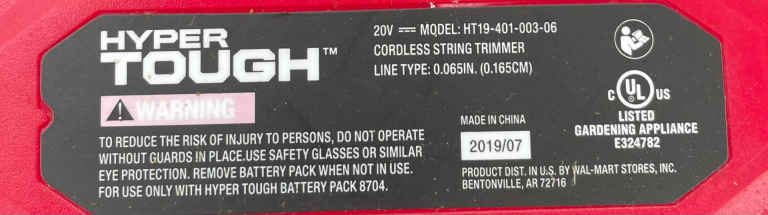 HYPER
TOUGH™
20V ⎓ MODEL: HT19-401-003-06
CORDLESS STRING TRIMMER
LINE TYPE: 0.065IN. (0.165CM)
WARNING
TO REDUCE THE RISK OF INJURY TO PERSONS, DO NOT OPERATE
WITHOUT GUARDS IN PLACE.USE SAFETY GLASSES OR SIMILAR
EYE PROTECTION. REMOVE BATTERY PACK WHEN NOT IN USE.
FOR USE ONLY WITH HYPER TOUGH BATTERY PACK 8704.
MADE IN CHINA
2019/07
PRODUCT DIST. IN U.S. BY WAL-MART STORES, INC.
BENTONVILLE, AR 72716
C UL US
LISTED
GARDENING APPLIANCE
E324782